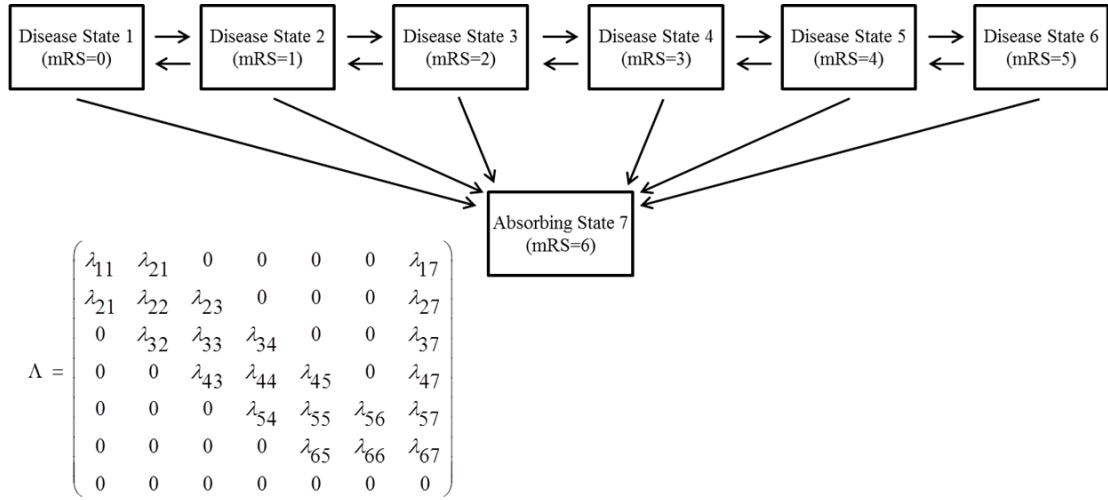 Disease State 1
(mRS=0)
Disease State 2
(mRS=1)
Disease State 3
(mRS=2)
Disease State 4
(mRS=3)
Disease State 5
(mRS=4)
Disease State 6
(mRS=5)
Absorbing State 7
(mRS=6)
Λ =
λ11 λ21 0 0 0 0 λ17
λ21 λ22 λ23 0 0 0 λ27
0 λ32 λ33 λ34 0 0 λ37
0 0 λ43 λ44 λ45 0 λ47
0 0 0 λ54 λ55 λ56 λ57
0 0 0 0 λ65 λ66 λ67
0 0 0 0 0 0 0